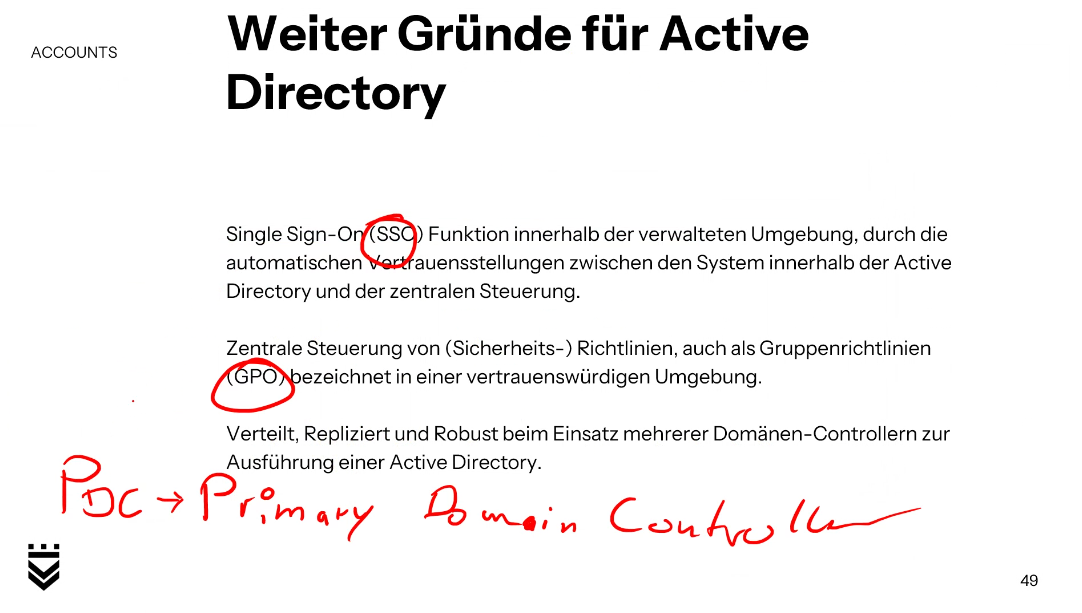 ACCOUNTS
Weiter Gründe für Active
Directory
Single Sign-On (SSO) Funktion innerhalb der verwalteten Umgebung, durch die
automatischen Vertrauensstellungen zwischen den System innerhalb der Active
Directory und der zentralen Steuerung.
Zentrale Steuerung von (Sicherheits-) Richtlinien, auch als Gruppenrichtlinien
(GPO) bezeichnet in einer vertrauenswürdigen Umgebung.
Verteilt, Repliziert und Robust beim Einsatz mehrerer Domänen-Controllern zur
Ausführung einer Active Directory.
PDC → Primary Domain Controller
49